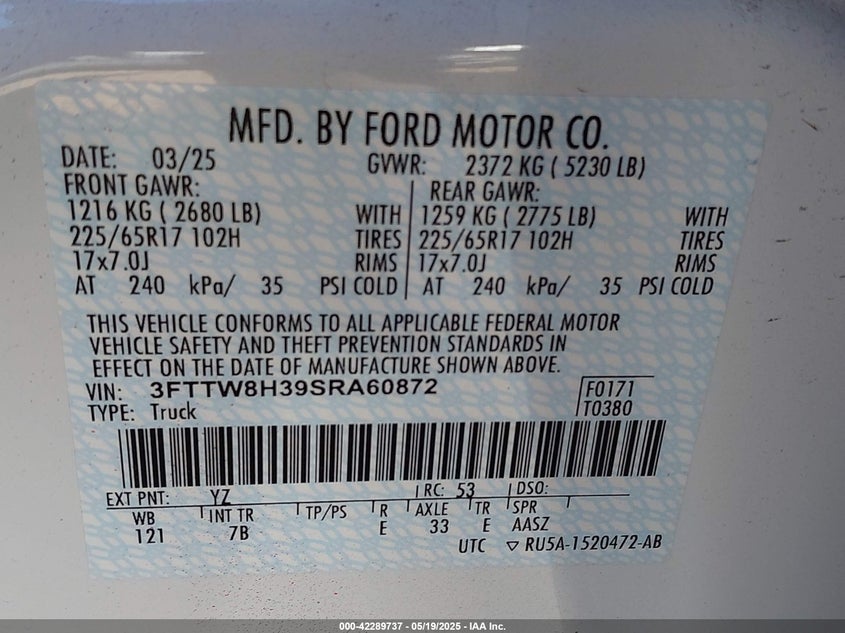 MFD. BY FORD MOTOR CO.
DATE: 03/25 GVWR: 2372 KG ( 5230 LB)
FRONT GAWR: REAR GAWR:
1216 KG ( 2680 LB) WITH 1259 KG ( 2775 LB) WITH
225/65R17 102H TIRES 225/65R17 102H TIRES
17x7.0J RIMS 17x7.0J RIMS
AT 240 kPa/ 35 PSI COLD AT 240 kPa/ 35 PSI COLD
THIS VEHICLE CONFORMS TO ALL APPLICABLE FEDERAL MOTOR
VEHICLE SAFETY AND THEFT PREVENTION STANDARDS IN
EFFECT ON THE DATE OF MANUFACTURE SHOWN ABOVE.
VIN: 3FTTW8H39SRA60872 F0171
TYPE: Truck T0380
EXT PNT: YZ RC: 53 DSO:
WB INT TR TP/PS R AXLE TR SPR
121 7B E 33 E AASZ
UTC ▽ RU5A-1520472-AB
000-42289737 - 05/19/2025 - IAA Inc.